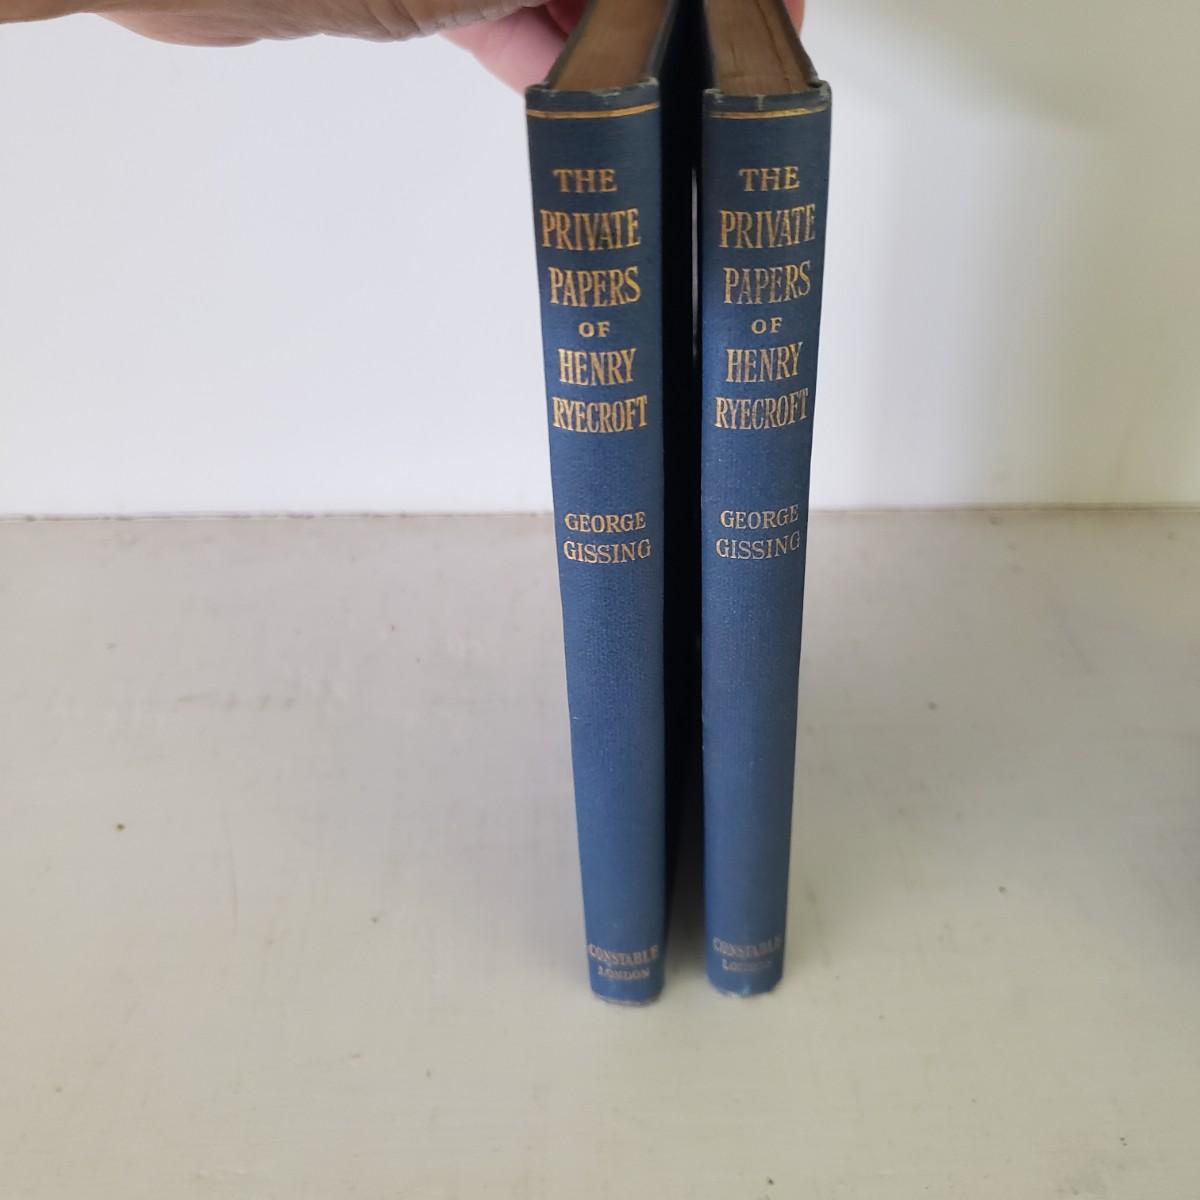 THE
PRIVATE
PAPERS
OF
HENRY
RYECROFT
GEORGE
GISSING
CONSTABLE
LONDON
THE
PRIVATE
PAPERS
OF
HENRY
RYECROFT
GEORGE
GISSING
CONSTABLE
LONDON